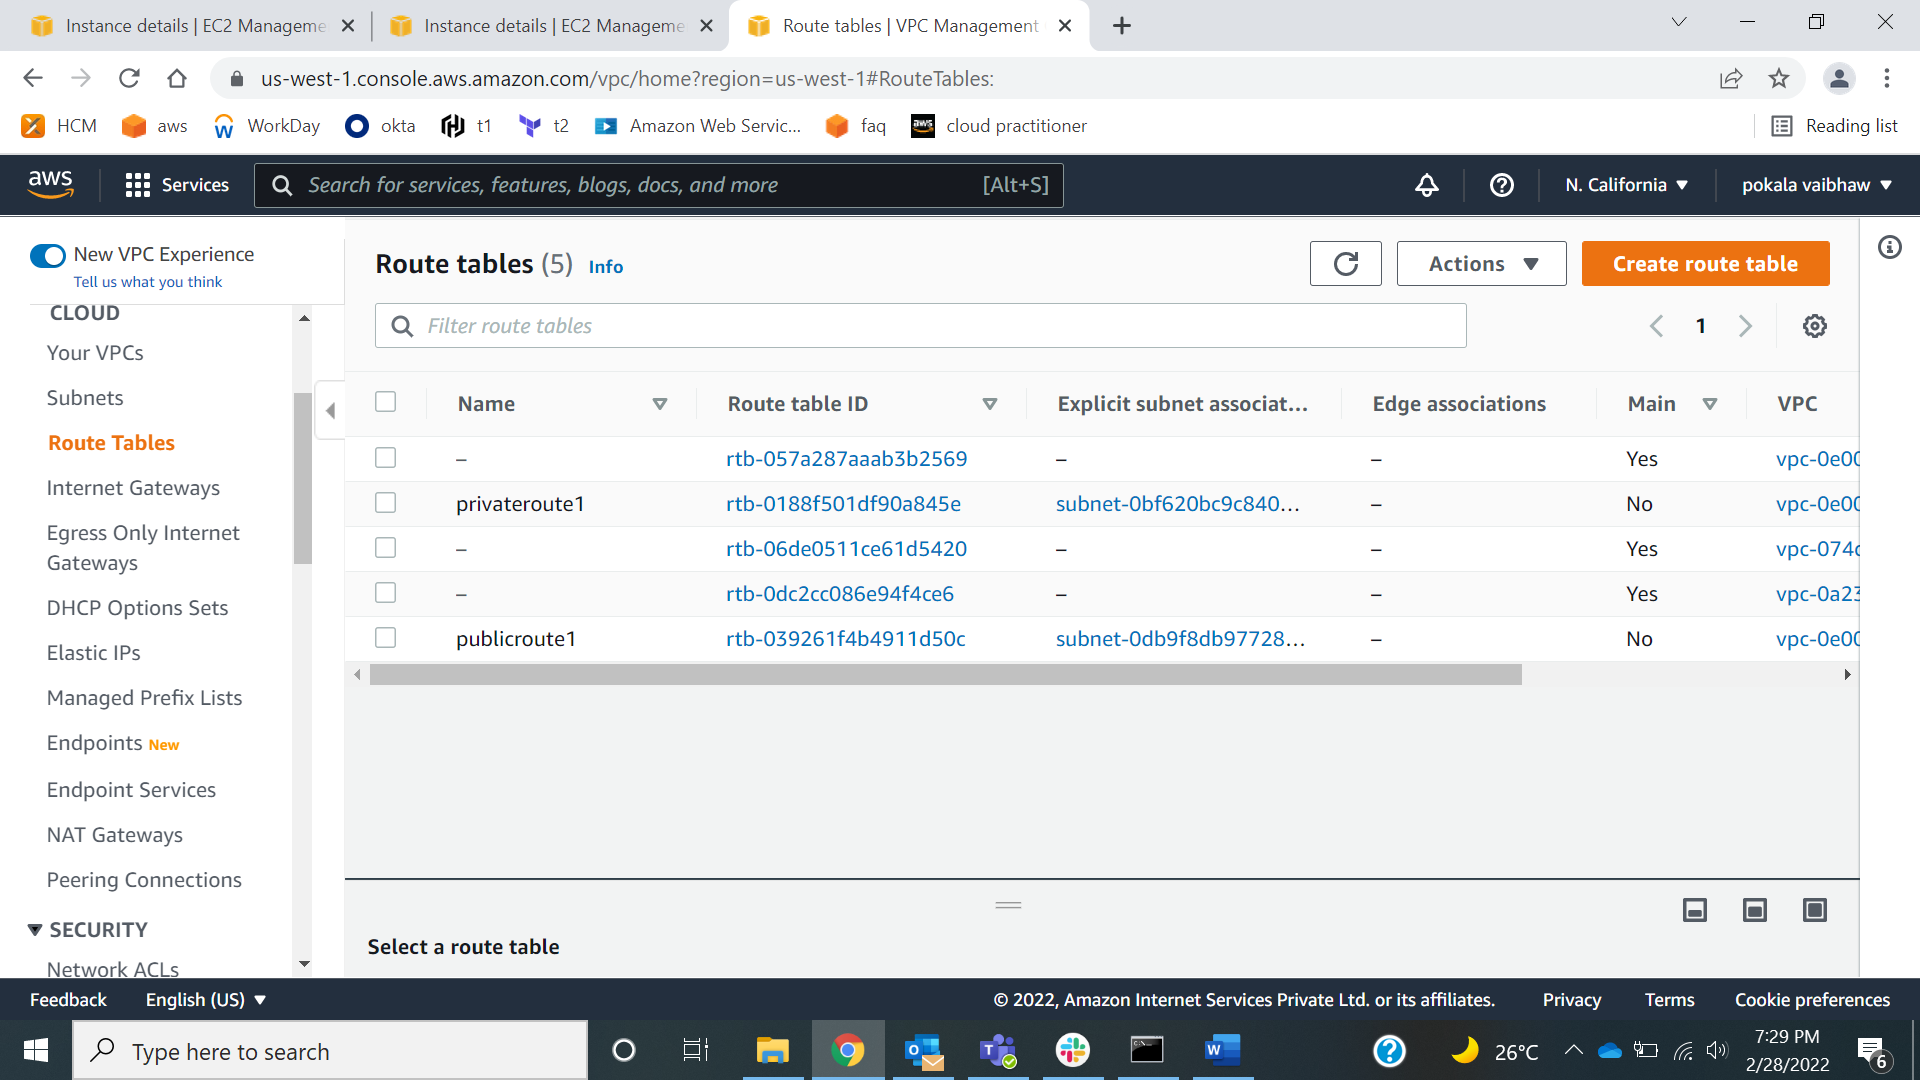 Instance details | EC2 Manageme
Instance details | EC2 Manageme
Route tables | VPC Management
us-west-1.console.aws.amazon.com/vpc/home?region=us-west-1#RouteTables:
HCM
aws
WorkDay
okta
t1
t2
Amazon Web Servic...
faq
cloud practitioner
Reading list
aws
Services
Search for services, features, blogs, docs, and more
[Alt+S]
N. California
pokala vaibhaw
New VPC Experience
Tell us what you think
CLOUD
Your VPCs
Subnets
Route Tables
Internet Gateways
Egress Only Internet
Gateways
DHCP Options Sets
Elastic IPs
Managed Prefix Lists
Endpoints New
Endpoint Services
NAT Gateways
Peering Connections
SECURITY
Network ACLs
Route tables (5) Info
Actions
Create route table
Filter route tables
1
Name Route table ID Explicit subnet associat... Edge associations Main VPC
– rtb-057a287aaab3b2569 – – Yes vpc-0e00
privateroute1 rtb-0188f501df90a845e subnet-0bf620bc9c840... – No vpc-0e00
– rtb-06de0511ce61d5420 – – Yes vpc-074c
– rtb-0dc2cc086e94f4ce6 – – Yes vpc-0a23
publicroute1 rtb-039261f4b4911d50c subnet-0db9f8db97728... – No vpc-0e00
Select a route table
Feedback
English (US)
© 2022, Amazon Internet Services Private Ltd. or its affiliates.
Privacy
Terms
Cookie preferences
Type here to search
26°C
7:29 PM
2/28/2022
6